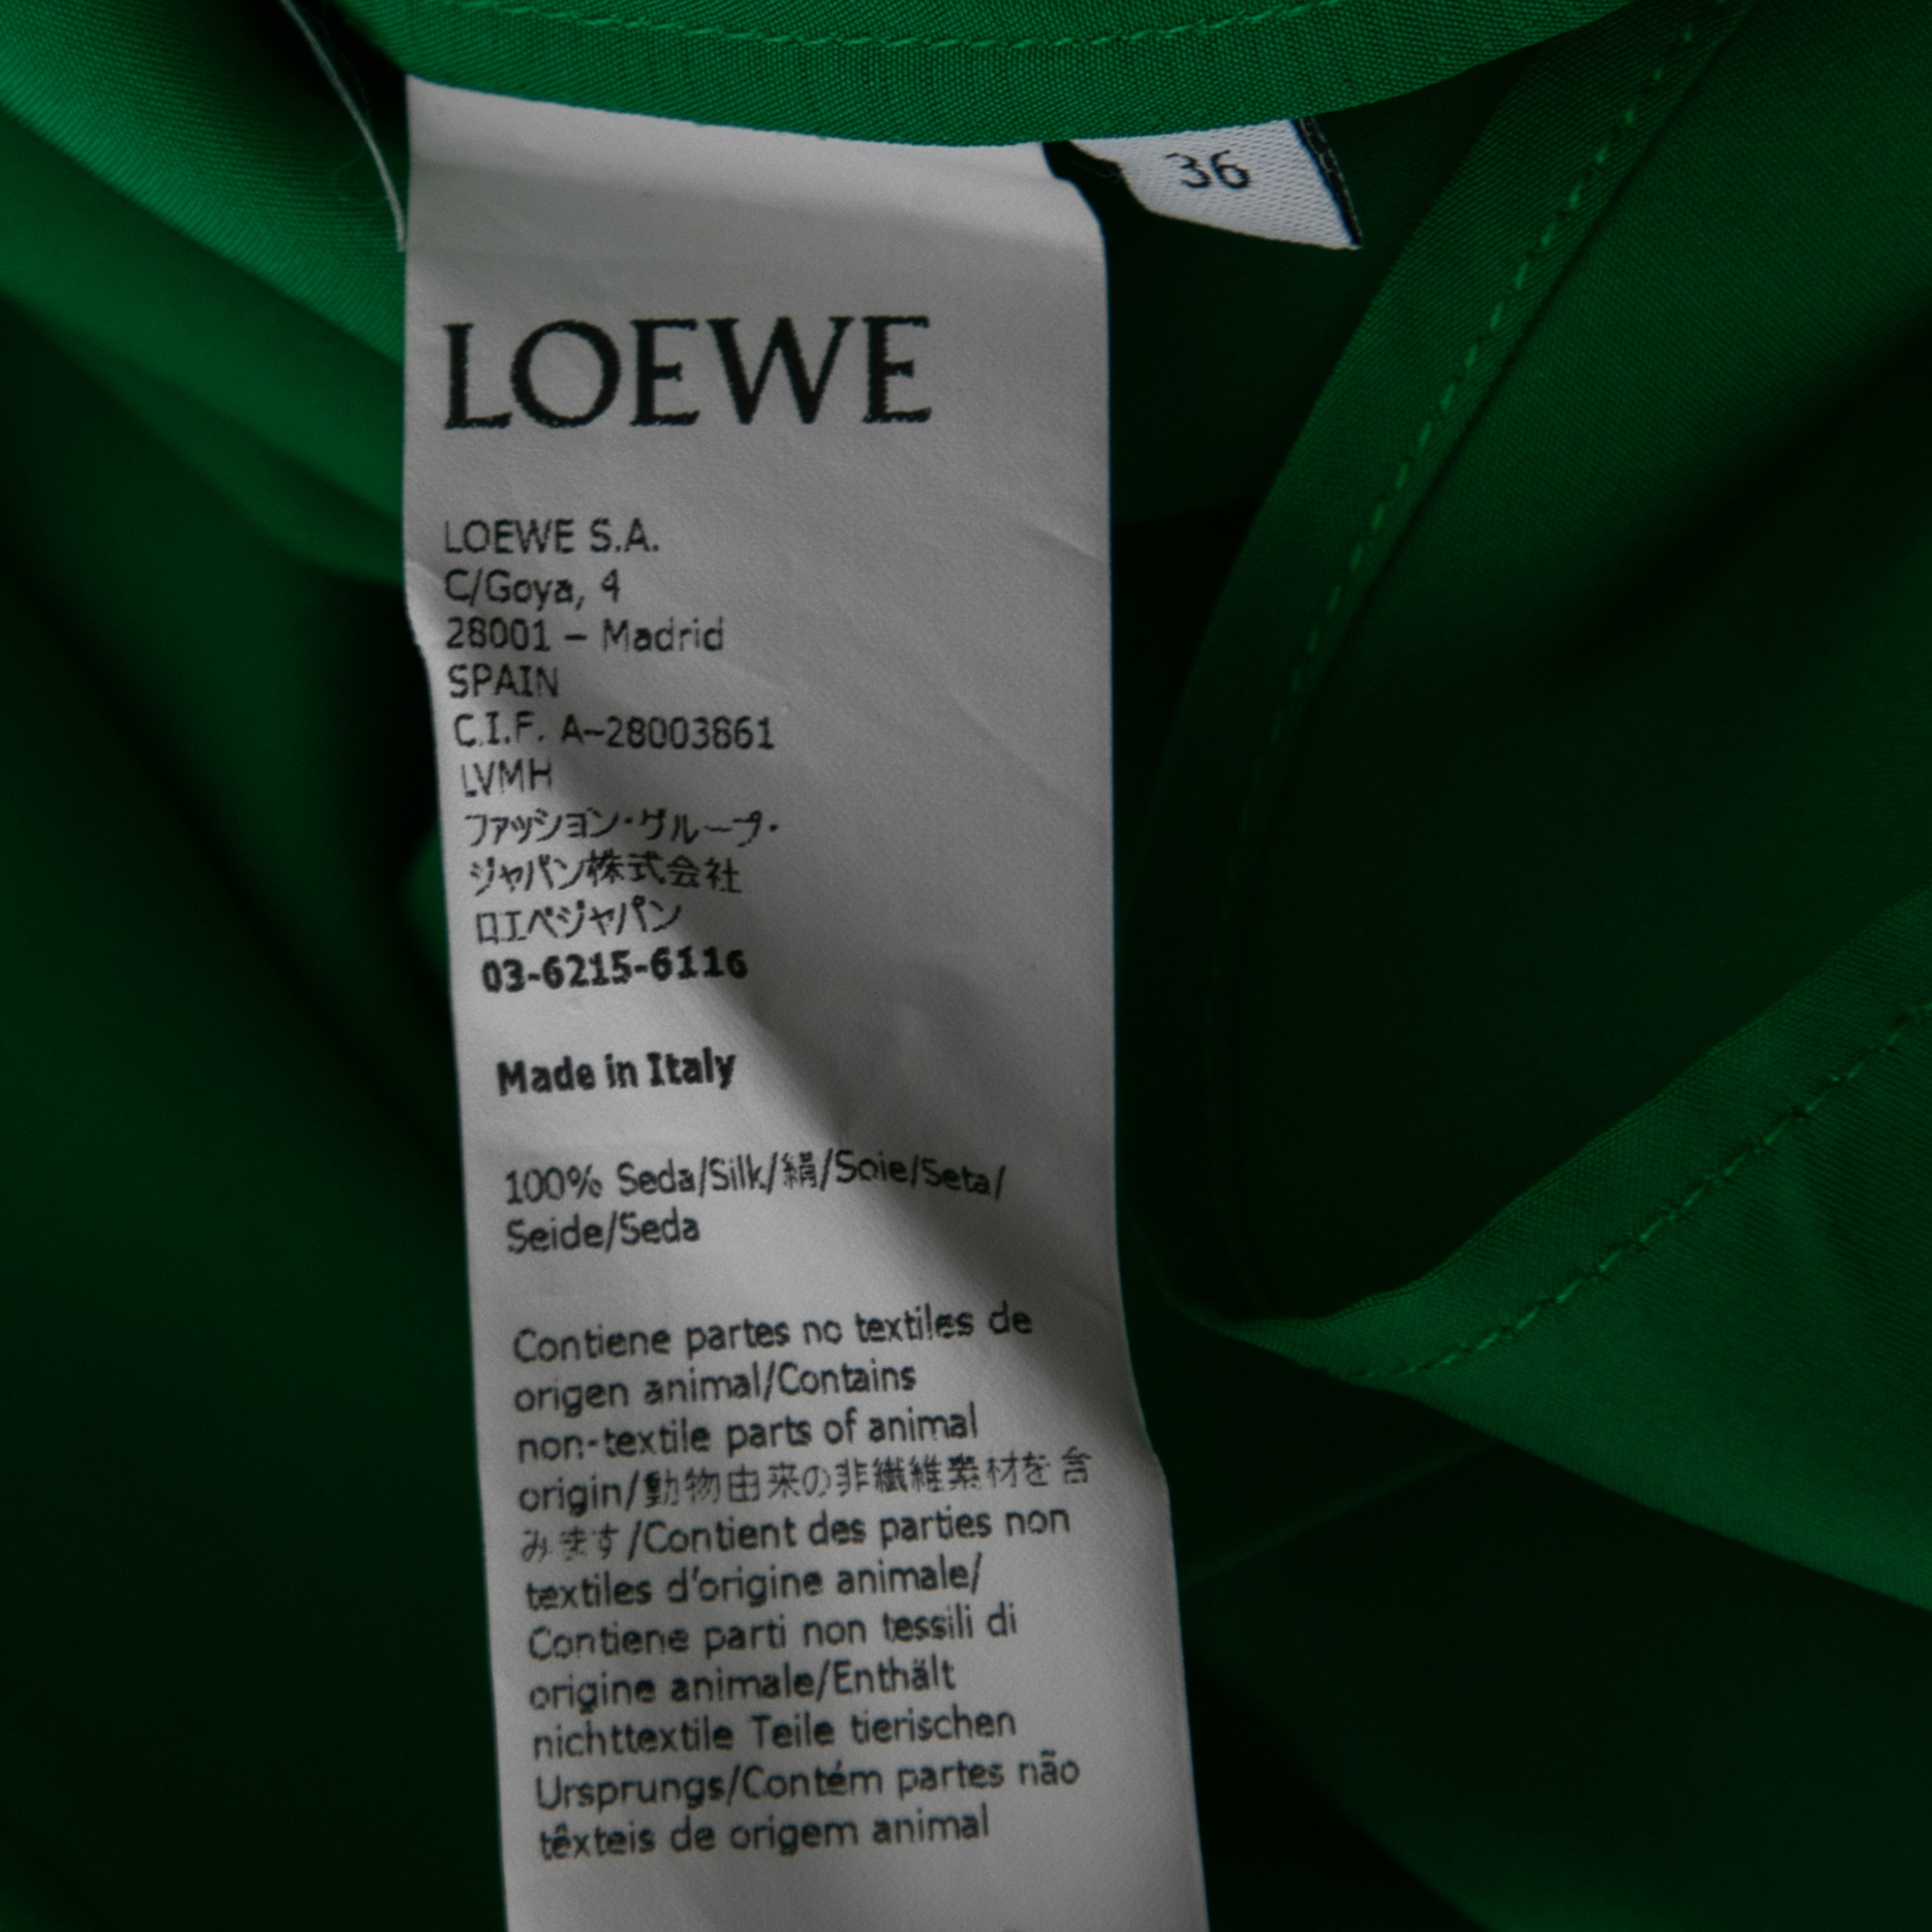 36
LOEWE
LOEWE S.A.
C/Goya, 4
28001 – Madrid
SPAIN
C.I.F. A-28003861
LVMH
ファッション・グループ・
ジャパン株式会社
ロエベジャパン
03-6215-6116
Made in Italy
100% Seda/Silk/絹/Soie/Seta/
Seide/Seda
Contiene partes no textiles de
origen animal/Contains
non-textile parts of animal
origin/動物由来の非繊維素材を含
みます/Contient des parties non
textiles d'origine animale/
Contiene parti non tessili di
origine animale/Enthält
nichttextile Teile tierischen
Ursprungs/Contém partes não
têxteis de origem animal